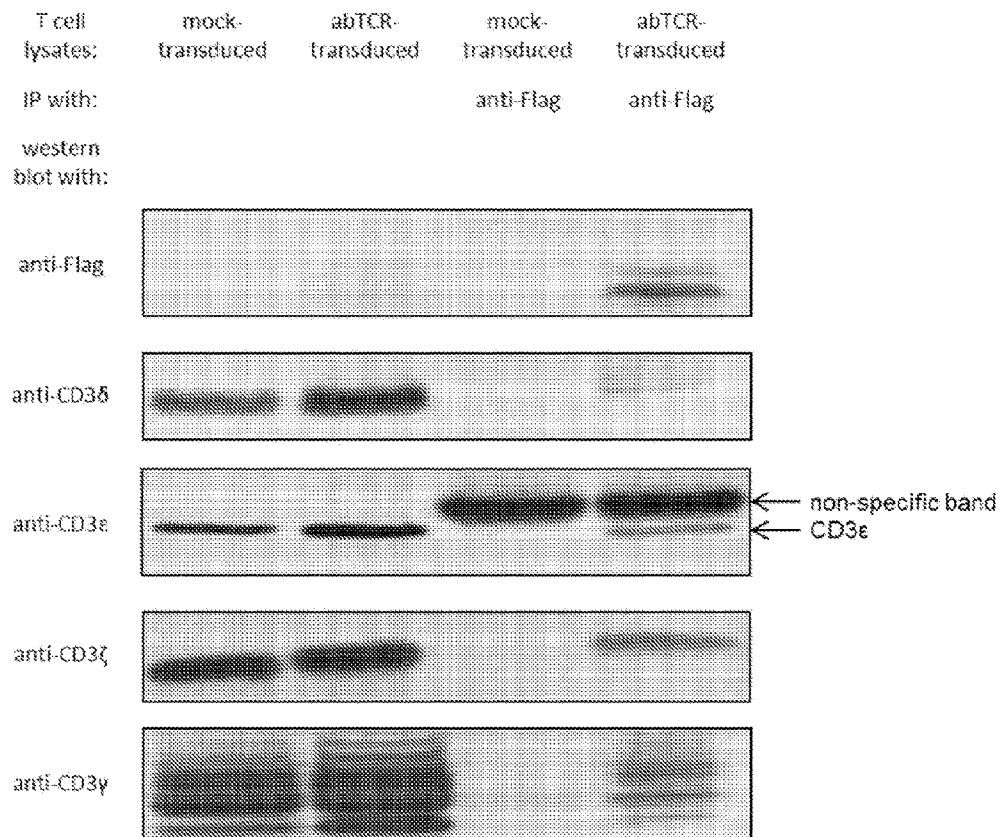 T cell lysates: mock-transduced abTCR-transduced mock-transduced abTCR-transduced
IP with: anti-Flag anti-Flag
western blot with:
anti-Flag
anti-CD3δ
anti-CD3ε
non-specific band
CD3ε
anti-CD3ζ
anti-CD3γ